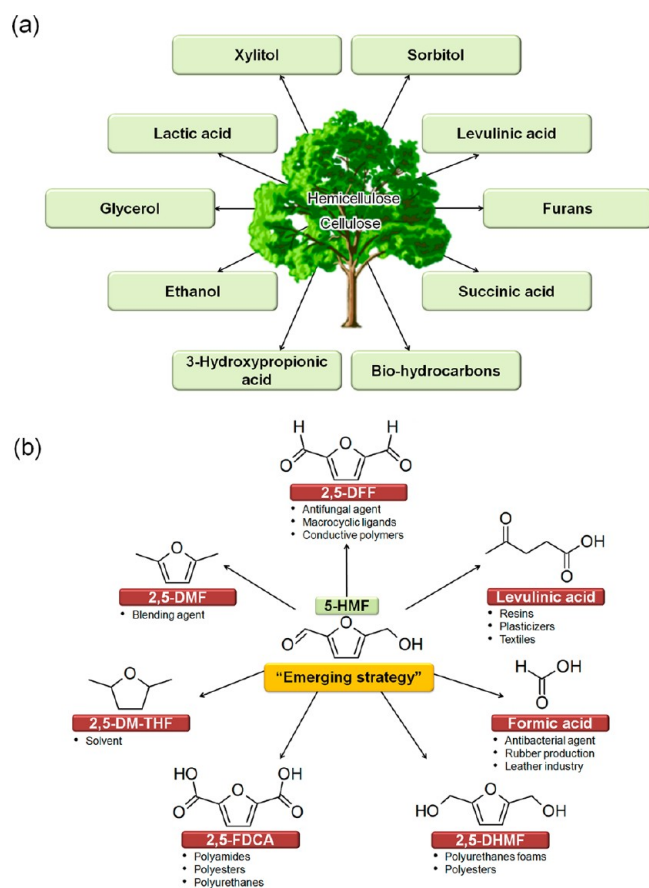 (a)
Xylitol
Sorbitol
Lactic acid
Levulinic acid
Hemicellulose
Glycerol
Furans
Cellulose
Ethanol
Succinic acid
3-Hydroxypropionic
acid
Bio-hydrocarbons
(b)
H
O
H
O
O
2,5-DFF
• Antifungal agent
• Macrocyclic ligands
• Conductive polymers
O
2,5-DMF
• Blending agent
O
OH
O
Levulinic acid
• Resins
• Plasticizers
• Textiles
5-HMF
O
O
OH
"Emerging strategy"
O
2,5-DM-THF
• Solvent
OH
O
Formic acid
• Antibacterial agent
• Rubber production
• Leather industry
HO
OH
O
O
O
2,5-FDCA
• Polyamides
• Polyesters
• Polyurethanes
O
HO
OH
2,5-DHMF
• Polyurethanes foams
• Polyesters